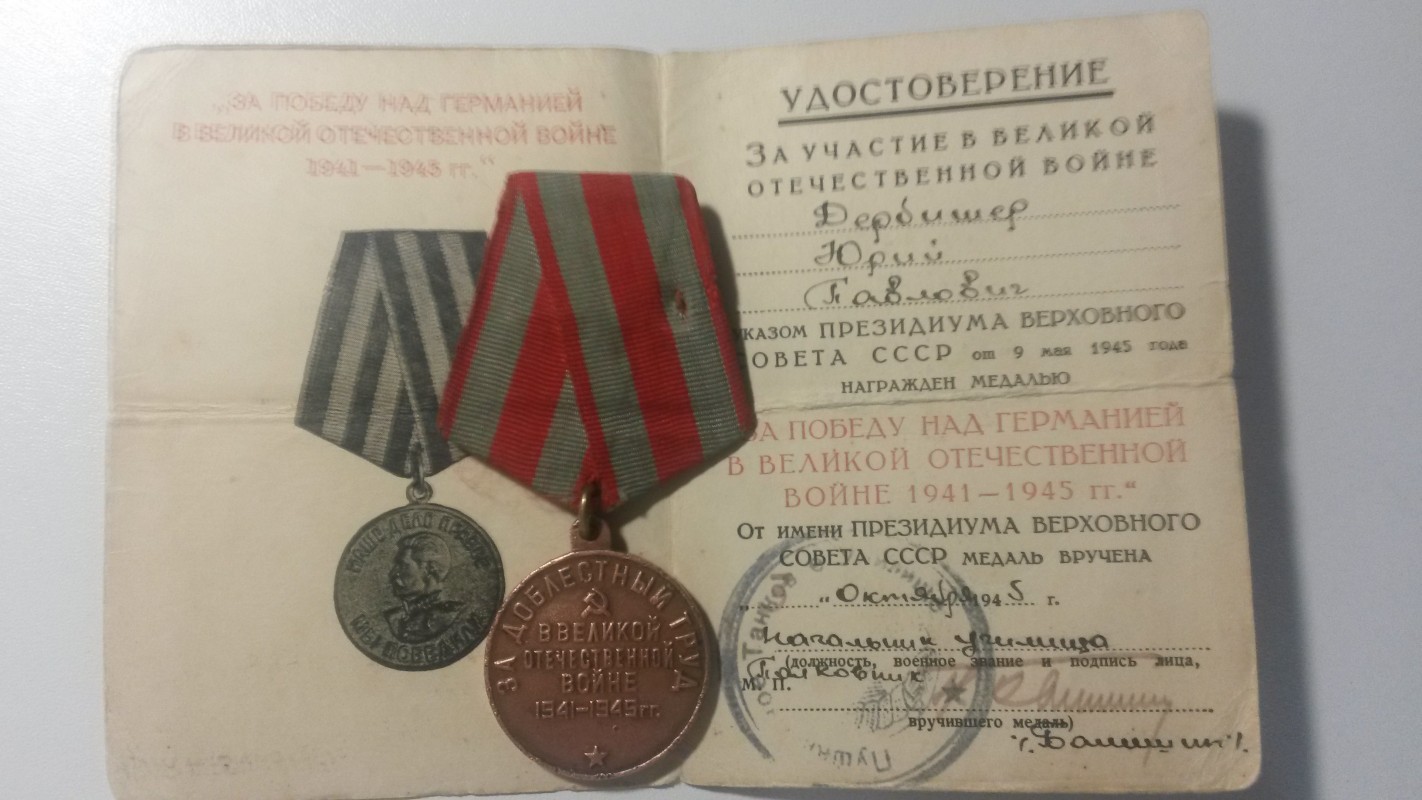 „ЗА ПОБЕДУ НАД ГЕРМАНИЕЙ
В ВЕЛИКОЙ ОТЕЧЕСТВЕННОЙ ВОЙНЕ
1941—1945 гг.“
НАШЕ ДЕЛО ПРАВОЕ
МЫ ПОБЕДИЛИ
ЗА ДОБЛЕСТНЫЙ ТРУД
В ВЕЛИКОЙ
ОТЕЧЕСТВЕННОЙ
ВОЙНЕ
1941—1945 гг.
УДОСТОВЕРЕНИЕ
ЗА УЧАСТИЕ В ВЕЛИКОЙ
ОТЕЧЕСТВЕННОЙ ВОЙНЕ
Дербишер
Юрий
Павлович
УКАЗОМ ПРЕЗИДИУМА ВЕРХОВНОГО
СОВЕТА СССР от 9 мая 1945 года
НАГРАЖДЕН МЕДАЛЬЮ
„ЗА ПОБЕДУ НАД ГЕРМАНИЕЙ
В ВЕЛИКОЙ ОТЕЧЕСТВЕННОЙ
ВОЙНЕ 1941—1945 гг.“
ОТ ИМЕНИ ПРЕЗИДИУМА ВЕРХОВНОГО
СОВЕТА СССР МЕДАЛЬ ВРУЧЕНА
„ “ Октября 1945 г.
Начальник училища
(должность, военное звание и подпись лица,
М. П. Полковник
вручившего медаль)